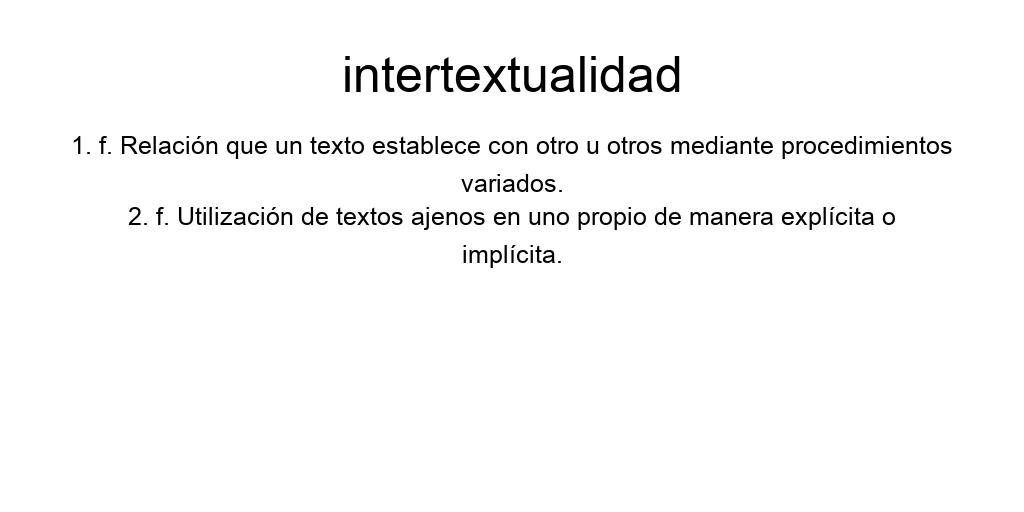 intertextualidad
1. f. Relación que un texto establece con otro u otros mediante procedimientos
variados.
2. f. Utilización de textos ajenos en uno propio de manera explícita o
implícita.